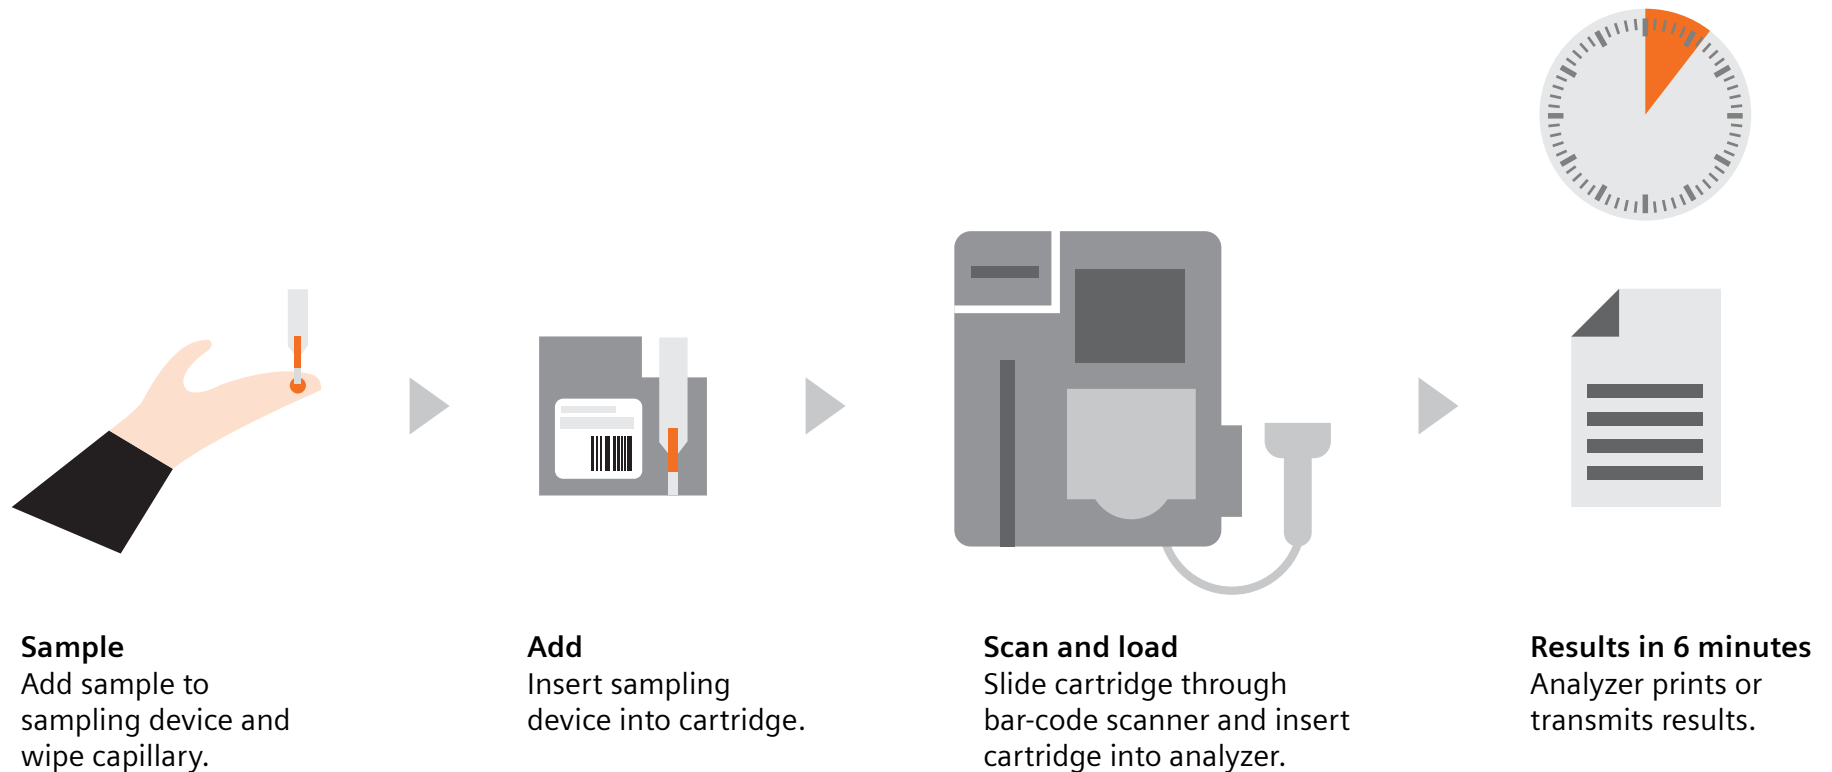 Sample
Add sample to
sampling device and
wipe capillary.
Add
Insert sampling
device into cartridge.
Scan and load
Slide cartridge through
bar-code scanner and insert
cartridge into analyzer.
Results in 6 minutes
Analyzer prints or
transmits results.